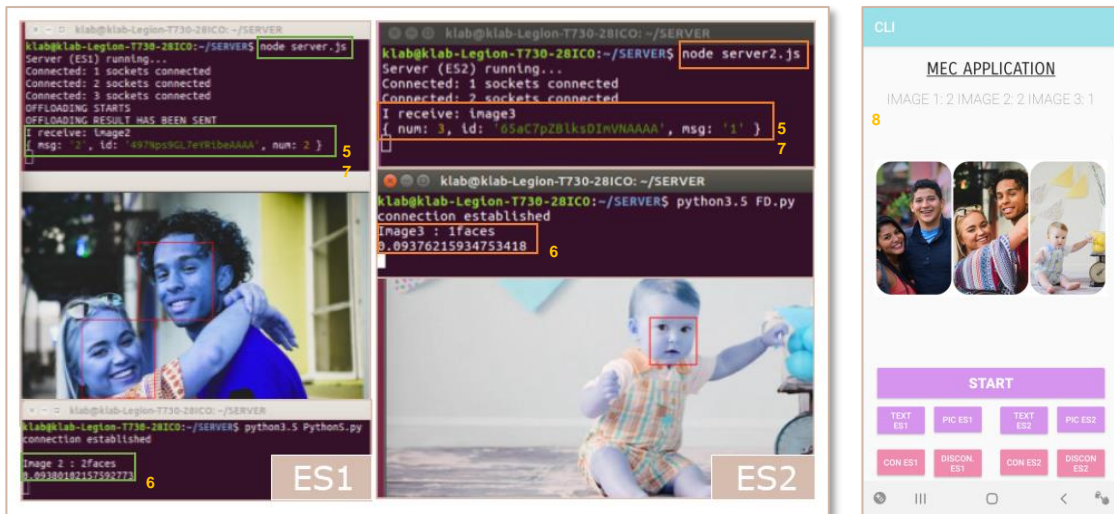 klab@klab-Legion-T730-28ICO: ~/SERVER
klab@klab-Legion-T730-28ICO:~/SERVER$ node server.js
Server (ES1) running...
Connected: 1 sockets connected
Connected: 2 sockets connected
Connected: 3 sockets connected
OFFLOADING STARTS
OFFLOADING RESULT HAS BEEN SENT
I receive: image2
{ msg: '2', id: '497Nps9GL7eYRibeAAAA', num: 2 }
5
7
klab@klab-Legion-T730-28ICO: ~/SERVER
klab@klab-Legion-T730-28ICO:~/SERVER$ python3.5 PythonS.py
connection established
Image 2 : 2faces
0.09380102157592773
6
ES1
klab@klab-Legion-T730-28ICO: ~/SERVER
klab@klab-Legion-T730-28ICO:~/SERVER$ node server2.js
Server (ES2) running...
Connected: 1 sockets connected
Connected: 2 sockets connected
I receive: image3
{ num: 3, id: '65aC7pZBlksDImVNAAAA', msg: '1' }
5
7
klab@klab-Legion-T730-28ICO: ~/SERVER
klab@klab-Legion-T730-28ICO:~/SERVER$ python3.5 FD.py
connection established
Image3 : 1faces
0.09376215934753418
6
ES2
CLI
MEC APPLICATION
IMAGE 1: 2 IMAGE 2: 2 IMAGE 3: 1
8
START
TEXT ES1
PIC ES1
TEXT ES2
PIC ES2
CON ES1
DISCON. ES1
CON ES2
DISCON ES2